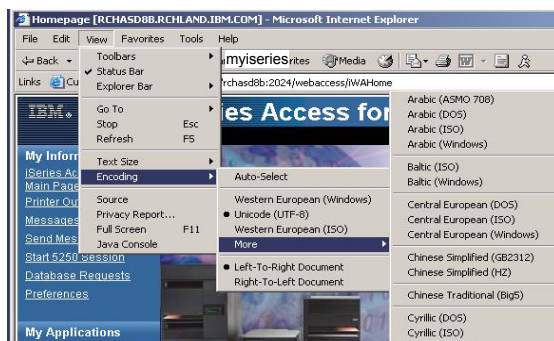 Homepage [RCHASD8B.RCHLAND.IBM.COM] - Microsoft Internet Explorer
File Edit View Favorites Tools Help
Back myiseries rites Media
Links Cu rchasd8b:2024/webaccess/iWAHome
Toolbars
Status Bar
Explorer Bar
Go To
Stop Esc
Refresh F5
Text Size
Encoding
Source
Privacy Report...
Full Screen F11
Java Console
Auto-Select
Western European (Windows)
Unicode (UTF-8)
Western European (ISO)
More
Left-To-Right Document
Right-To-Left Document
Arabic (ASMO 708)
Arabic (DOS)
Arabic (ISO)
Arabic (Windows)
Baltic (ISO)
Baltic (Windows)
Central European (DOS)
Central European (ISO)
Central European (Windows)
Chinese Simplified (GB2312)
Chinese Simplified (HZ)
Chinese Traditional (Big5)
Cyrillic (DOS)
Cyrillic (ISO)
IBM
ies Access for
My Inform
iSeries Ac
Main Page
Printer Ou
Messages
Send Mes
Start 5250 Session
Database Requests
Preferences
My Applications